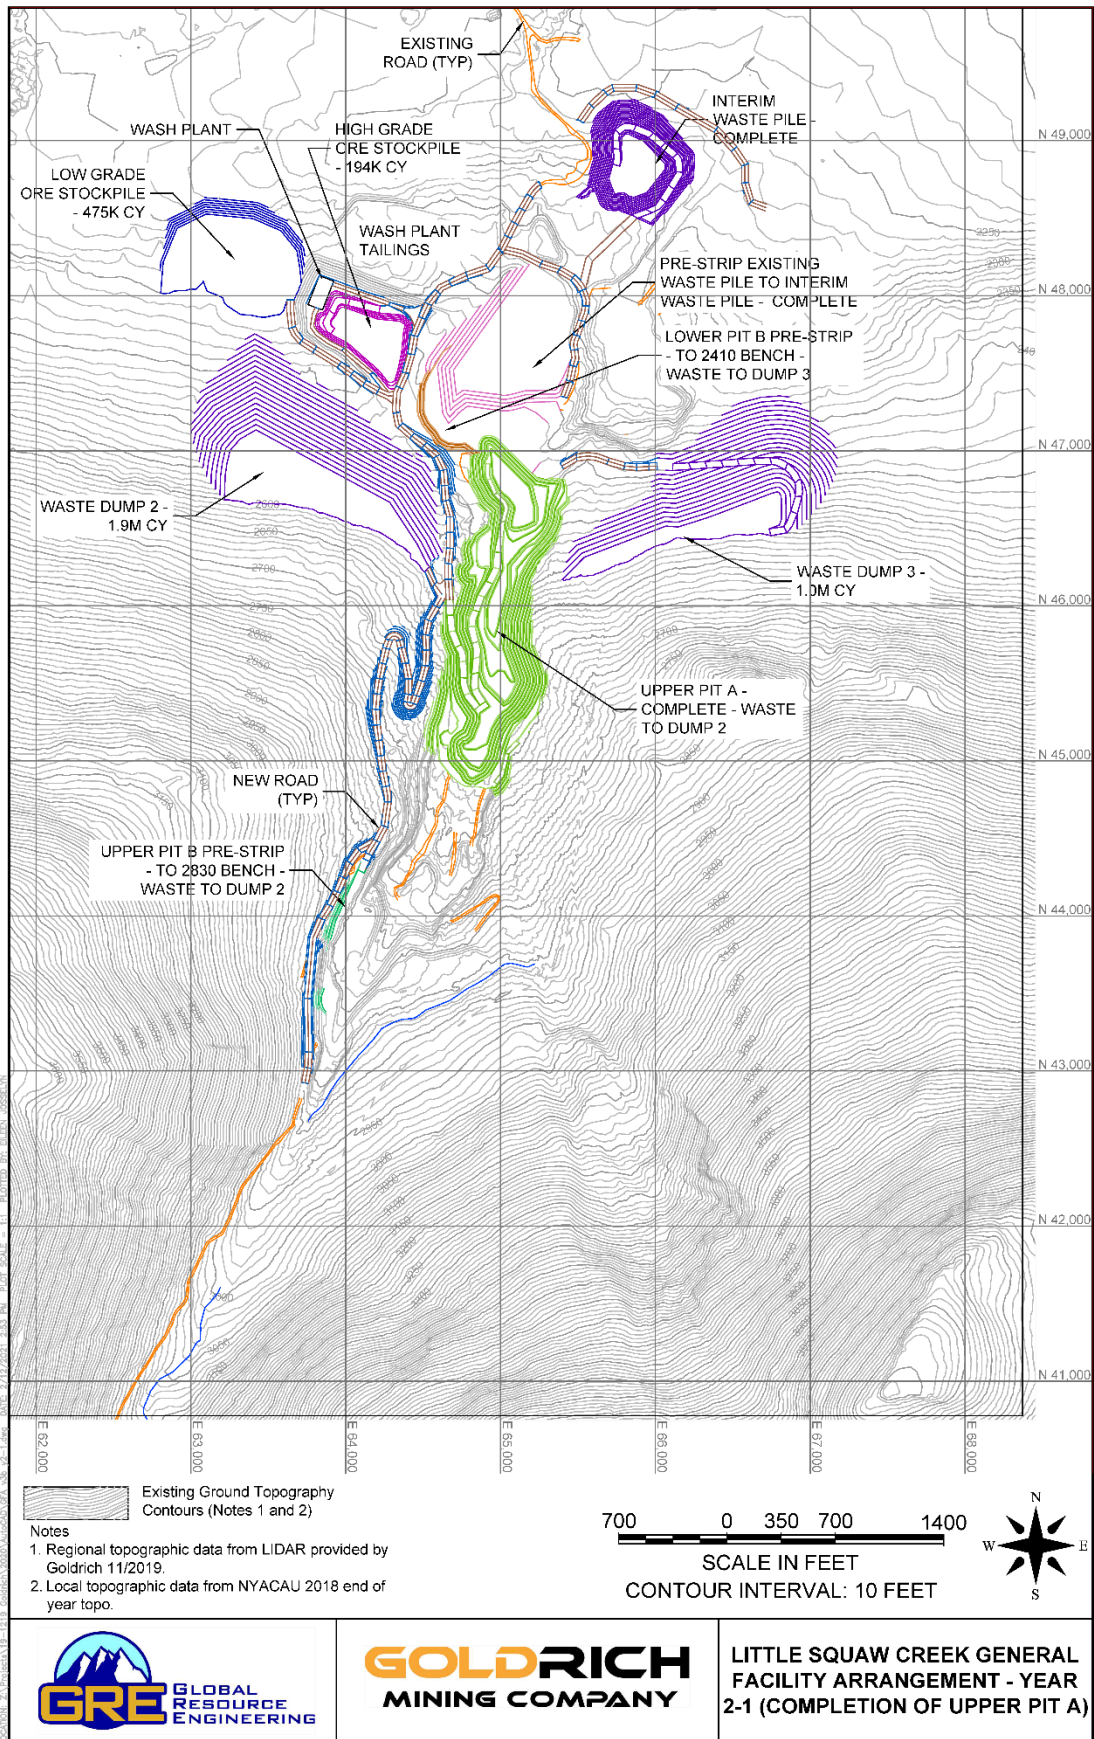 EXISTING
ROAD (TYP)
INTERIM
WASTE PILE -
COMPLETE
N 49,000
WASH PLANT
HIGH GRADE
ORE STOCKPILE
- 194K CY
LOW GRADE
ORE STOCKPILE
- 475K CY
WASH PLANT
TAILINGS
2250
2300
2350
PRE-STRIP EXISTING
WASTE PILE TO INTERIM
WASTE PILE - COMPLETE
N 48,000
LOWER PIT B PRE-STRIP
- TO 2410 BENCH -
WASTE TO DUMP 3
N 47,000
WASTE DUMP 2 -
1.9M CY
2600
2650
2700
2750
2800
WASTE DUMP 3 -
1.0M CY
N 46,000
2700
UPPER PIT A -
COMPLETE - WASTE
TO DUMP 2
N 45,000
NEW ROAD
(TYP)
UPPER PIT B PRE-STRIP
- TO 2830 BENCH -
WASTE TO DUMP 2
N 44,000
N 43,000
N 42,000
N 41,000
E 62,000
E 63,000
E 64,000
E 65,000
E 66,000
E 67,000
E 68,000
Existing Ground Topography
Contours (Notes 1 and 2)
Notes
1. Regional topographic data from LIDAR provided by
Goldrich 11/2019.
2. Local topographic data from NYACAU 2018 end of
year topo.
700 0 350 700 1400
SCALE IN FEET
CONTOUR INTERVAL: 10 FEET
N
W E
S
GRE GLOBAL
RESOURCE
ENGINEERING
GOLDRICH
MINING COMPANY
LITTLE SQUAW CREEK GENERAL
FACILITY ARRANGEMENT - YEAR
2-1 (COMPLETION OF UPPER PIT A)